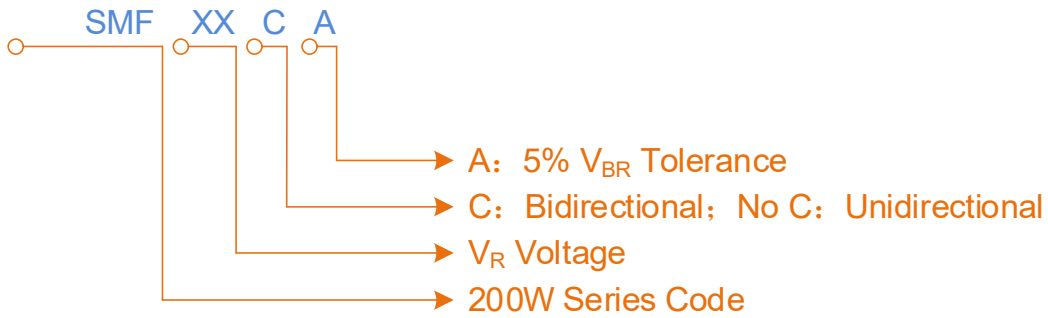 SMF XX C A
A：5% VBR Tolerance
C：Bidirectional；No C：Unidirectional
VR Voltage
200W Series Code